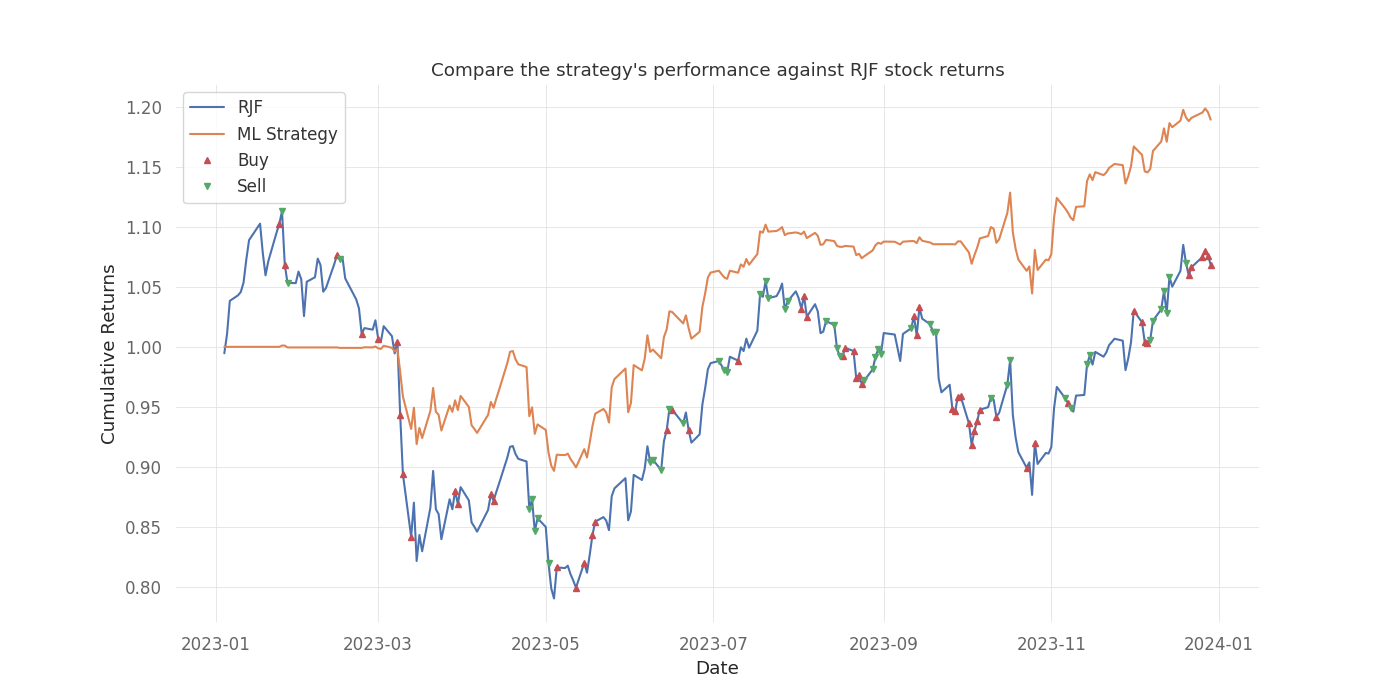 Compare the strategy's performance against RJF stock returns
RJF
ML Strategy
Buy
Sell
Cumulative Returns
1.20
1.15
1.10
1.05
1.00
0.95
0.90
0.85
0.80
2023-01
2023-03
2023-05
2023-07
2023-09
2023-11
2024-01
Date